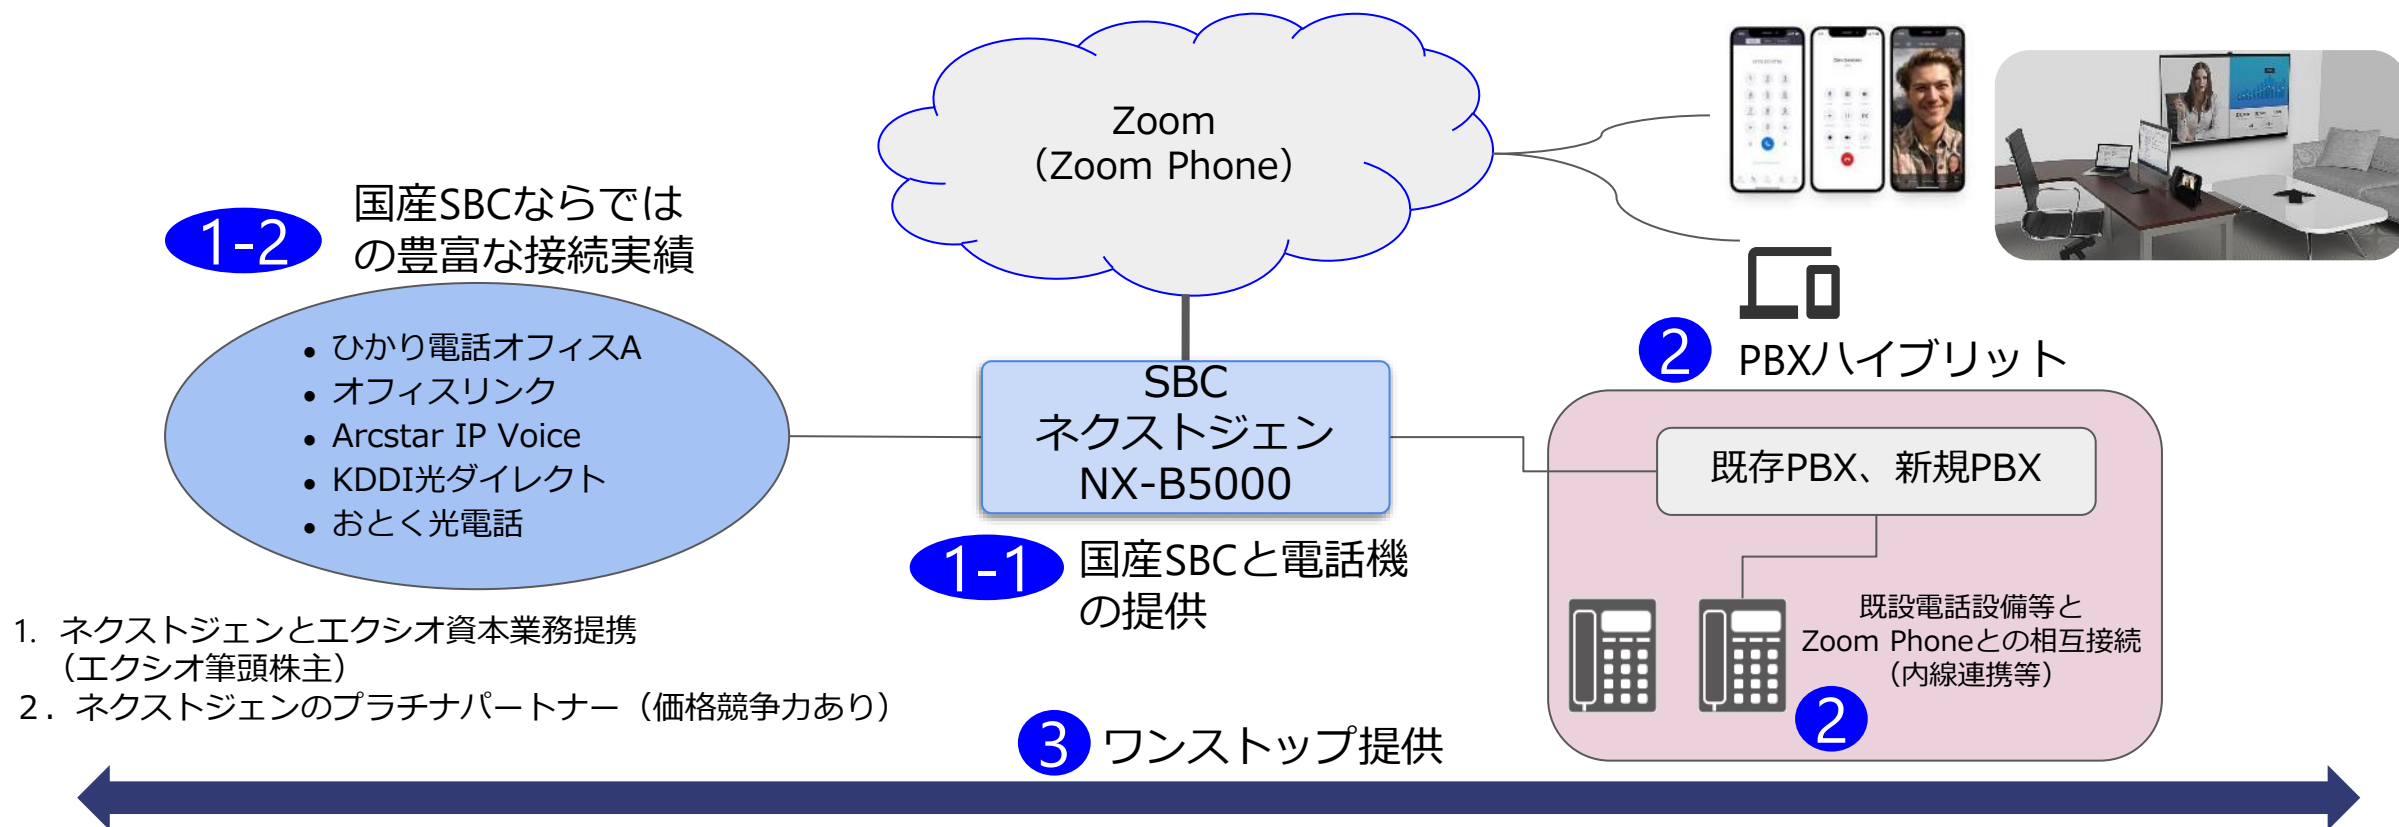 Zoom
（Zoom Phone）
1-2
国産SBCならでは
の豊富な接続実績
● ひかり電話オフィスA
● オフィスリンク
● Arcstar IP Voice
● KDDI光ダイレクト
● おとく光電話
SBC
ネクストジェン
NX-B5000
1-1
国産SBCと電話機
の提供
2
PBXハイブリット
既存PBX、新規PBX
既設電話設備等と
Zoom Phoneとの相互接続
（内線連携等）
2
1. ネクストジェンとエクシオ資本業務提携
（エクシオ筆頭株主）
2. ネクストジェンのプラチナパートナー（価格競争力あり）
3
ワンストップ提供